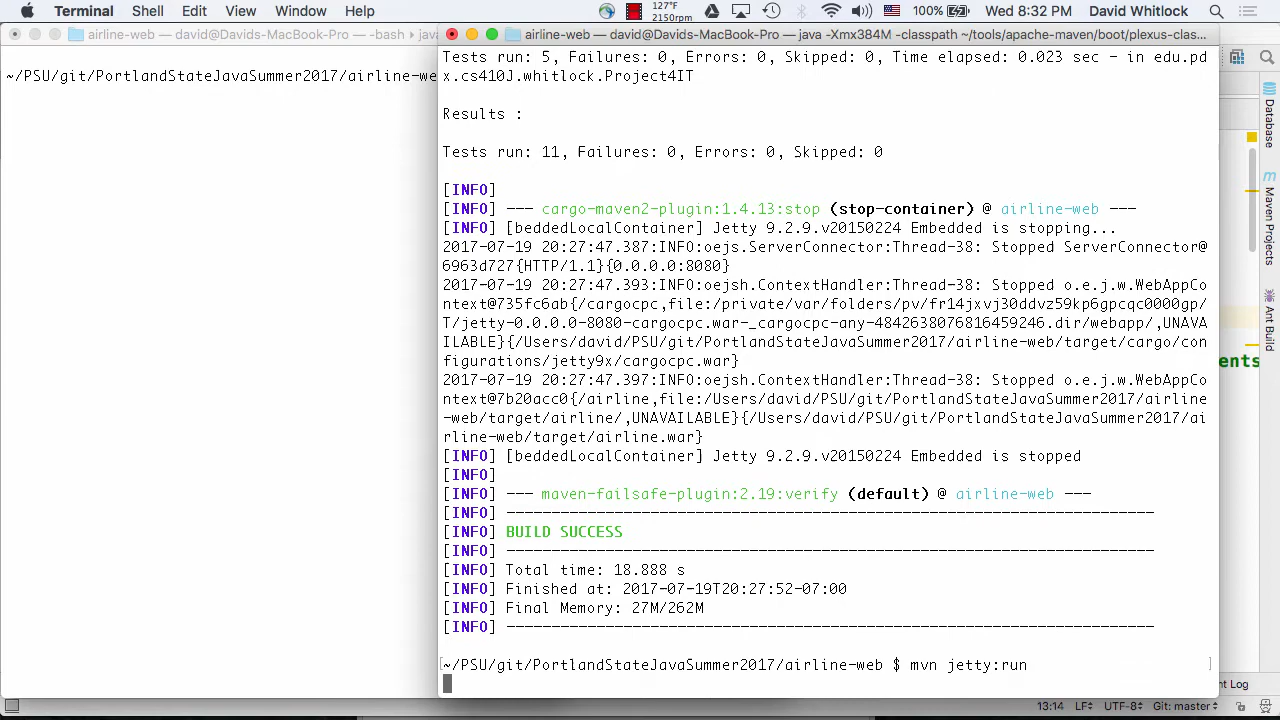 Terminal Shell Edit View Window Help 127°F 2150rpm 100% Wed 8:32 PM David Whitlock
airline-web — david@Davids-MacBook-Pro — -bash ▸ java
airline-web — david@Davids-MacBook-Pro — java -Xmx384M -classpath ~/tools/apache-maven/boot/plexus-clas...
~/PSU/git/PortlandStateJavaSummer2017/airline-we
Tests run: 5, Failures: 0, Errors: 0, Skipped: 0, Time elapsed: 0.023 sec - in edu.pd
x.cs410J.whitlock.Project4IT
Results :
Tests run: 11, Failures: 0, Errors: 0, Skipped: 0
[INFO]
[INFO] --- cargo-maven2-plugin:1.4.13:stop (stop-container) @ airline-web ---
[INFO] [beddedLocalContainer] Jetty 9.2.9.v20150224 Embedded is stopping...
2017-07-19 20:27:47.387:INFO:oejs.ServerConnector:Thread-38: Stopped ServerConnector@
6963d727{HTTP/1.1}{0.0.0.0:8080}
2017-07-19 20:27:47.393:INFO:oejsh.ContextHandler:Thread-38: Stopped o.e.j.w.WebAppCo
ntext@735fc6ab{/cargocpc,file:/private/var/folders/pv/fr14jxvj30ddvz59kp6gpcqc0000gp/
T/jetty-0.0.0.0-8080-cargocpc.war-_cargocpc-any-4842638076816459246.dir/webapp/,UNAVA
ILABLE}{/Users/david/PSU/git/PortlandStateJavaSummer2017/airline-web/target/cargo/con
figurations/jetty9x/cargocpc.war}
2017-07-19 20:27:47.397:INFO:oejsh.ContextHandler:Thread-38: Stopped o.e.j.w.WebAppCo
ntext@7b20acc0{/airline,file:/Users/david/PSU/git/PortlandStateJavaSummer2017/airline
-web/target/airline/,UNAVAILABLE}{/Users/david/PSU/git/PortlandStateJavaSummer2017/ai
rline-web/target/airline.war}
[INFO] [beddedLocalContainer] Jetty 9.2.9.v20150224 Embedded is stopped
[INFO]
[INFO] --- maven-failsafe-plugin:2.19:verify (default) @ airline-web ---
[INFO] ------------------------------------------------------------------------
[INFO] BUILD SUCCESS
[INFO] ------------------------------------------------------------------------
[INFO] Total time: 18.888 s
[INFO] Finished at: 2017-07-19T20:27:52-07:00
[INFO] Final Memory: 27M/262M
[INFO] ------------------------------------------------------------------------
[~/PSU/git/PortlandStateJavaSummer2017/airline-web $ mvn jetty:run ]
Database
Maven Projects
Ant Build
ents
nt Log
13:14 LF÷ UTF-8÷ Git: master÷